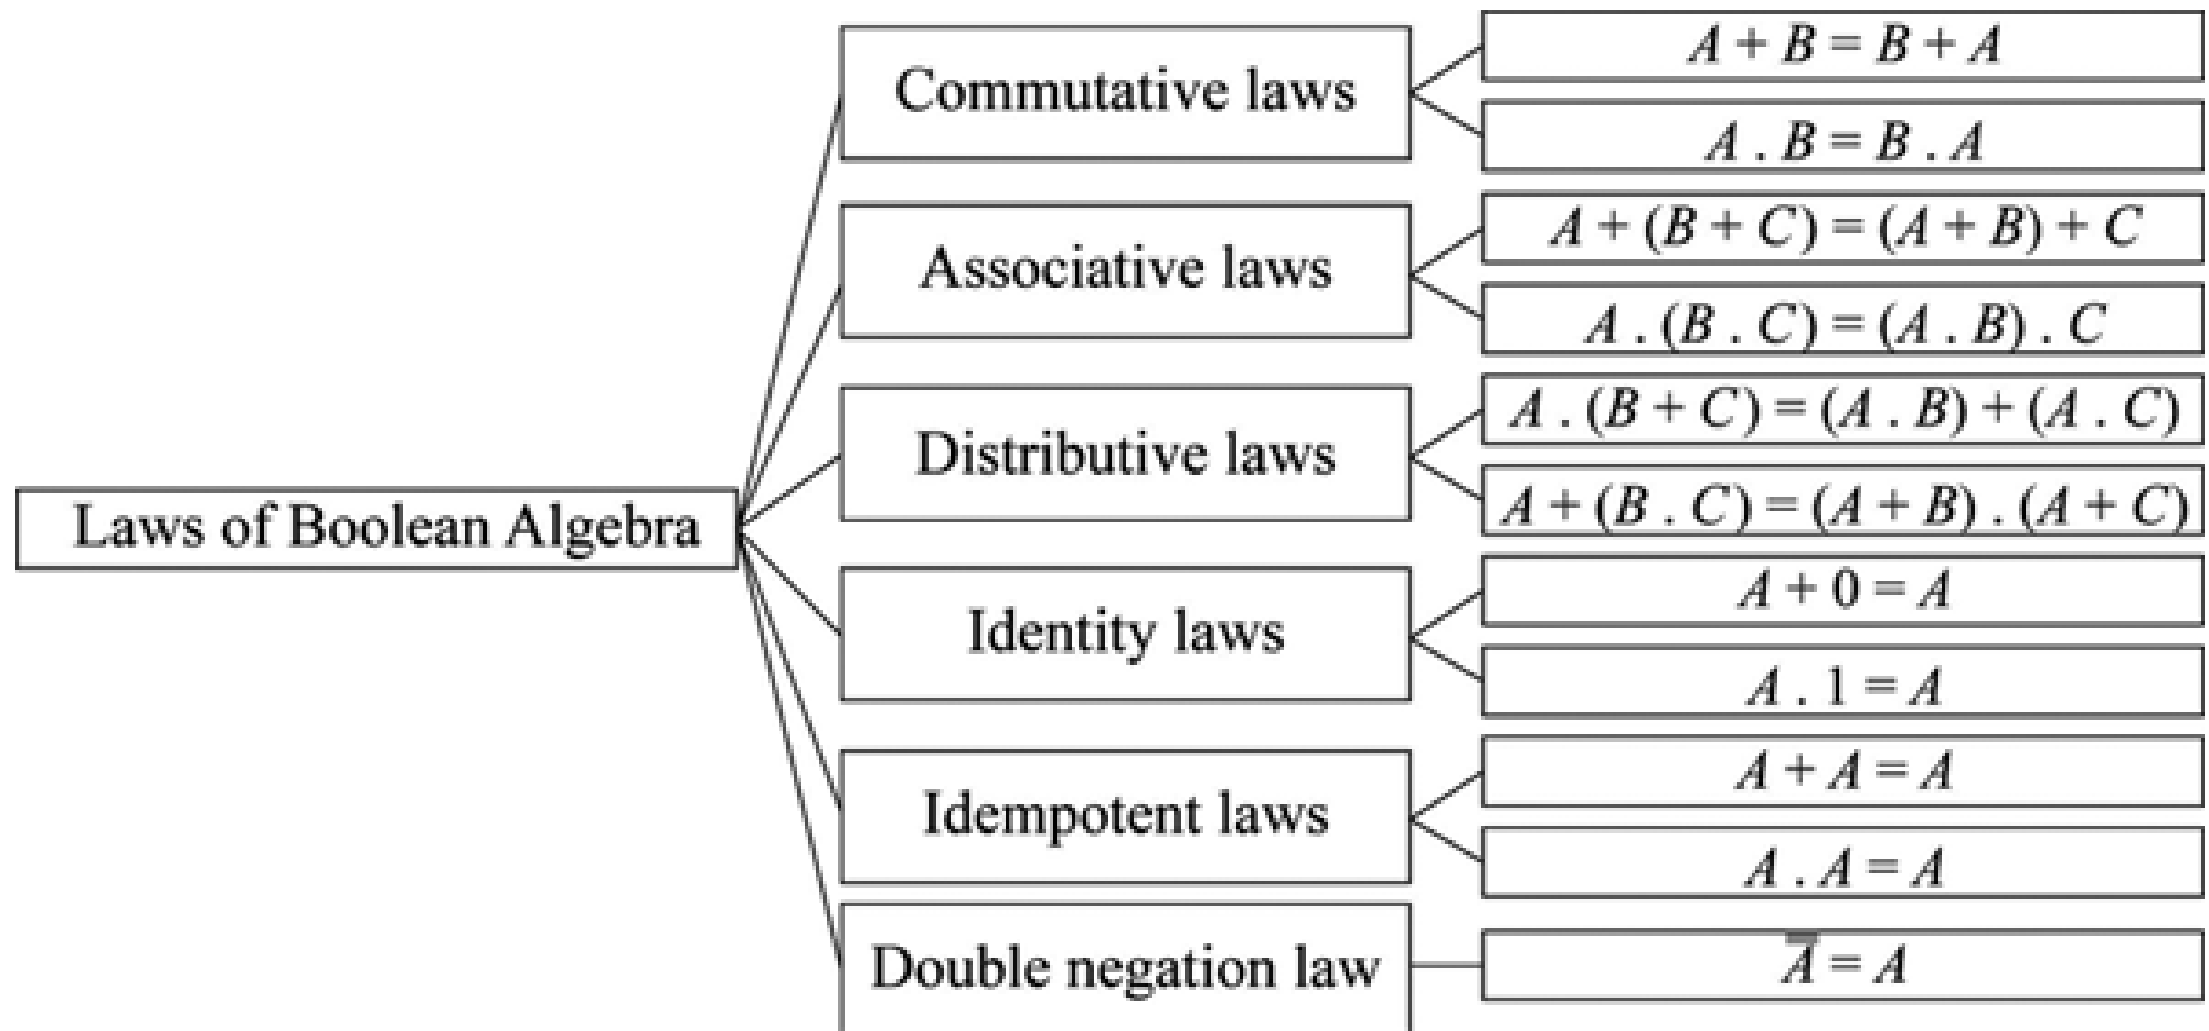 Laws of Boolean Algebra
Commutative laws
A + B = B + A
A . B = B . A
Associative laws
A + (B + C) = (A + B) + C
A . (B . C) = (A . B) . C
Distributive laws
A . (B + C) = (A . B) + (A . C)
A + (B . C) = (A + B) . (A + C)
Identity laws
A + 0 = A
A . 1 = A
Idempotent laws
A + A = A
A . A = A
Double negation law
A̿ = A